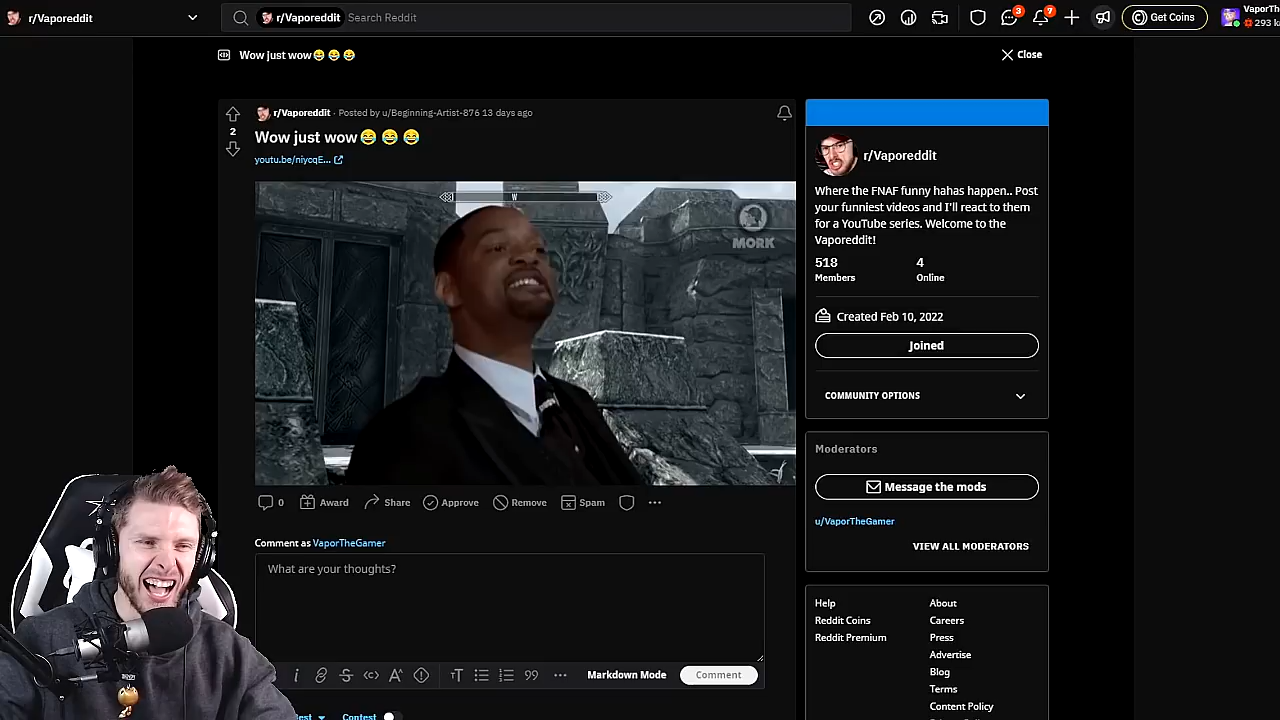 r/Vaporeddit
r/Vaporeddit Search Reddit
3
7
Get Coins
VaporTh
293 k
Wow just wow😂😂😂
Close
2
r/Vaporeddit · Posted by u/Beginning-Artist-876 13 days ago
Wow just wow😂😂😂
youtu.be/niycqE...
W
MORK
0 Award Share Approve Remove Spam
Comment as VaporTheGamer
What are your thoughts?
Markdown Mode Comment
Contest
r/Vaporeddit
Where the FNAF funny hahas happen.. Post
your funniest videos and I'll react to them
for a YouTube series. Welcome to the
Vaporeddit!
518 4
Members Online
Created Feb 10, 2022
Joined
COMMUNITY OPTIONS
Moderators
Message the mods
u/VaporTheGamer
VIEW ALL MODERATORS
Help About
Reddit Coins Careers
Reddit Premium Press
Advertise
Blog
Terms
Content Policy